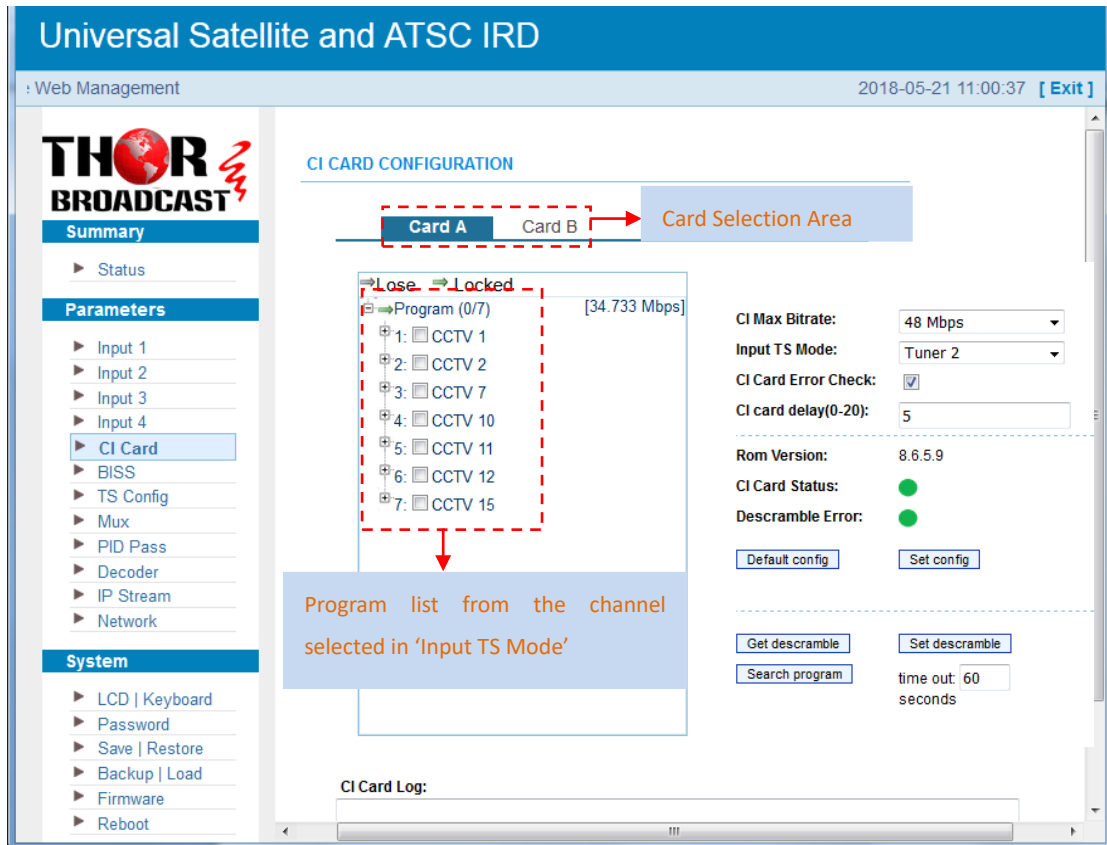 Universal Satellite and ATSC IRD
e Web Management
2018-05-21 11:00:37 [ Exit ]
THOR
BROADCAST
Summary
Status
Parameters
Input 1
Input 2
Input 3
Input 4
CI Card
BISS
TS Config
Mux
PID Pass
Decoder
IP Stream
Network
System
LCD | Keyboard
Password
Save | Restore
Backup | Load
Firmware
Reboot
CI CARD CONFIGURATION
Card A Card B
Card Selection Area
Lose Locked
Program (0/7) [34.733 Mbps]
1: CCTV 1
2: CCTV 2
3: CCTV 7
4: CCTV 10
5: CCTV 11
6: CCTV 12
7: CCTV 15
Program list from the channel
selected in ‘Input TS Mode’
CI Max Bitrate: 48 Mbps
Input TS Mode: Tuner 2
CI Card Error Check:
CI card delay(0-20): 5
Rom Version: 8.6.5.9
CI Card Status:
Descramble Error:
Default config Set config
Get descramble Set descramble
Search program time out: 60
seconds
CI Card Log: